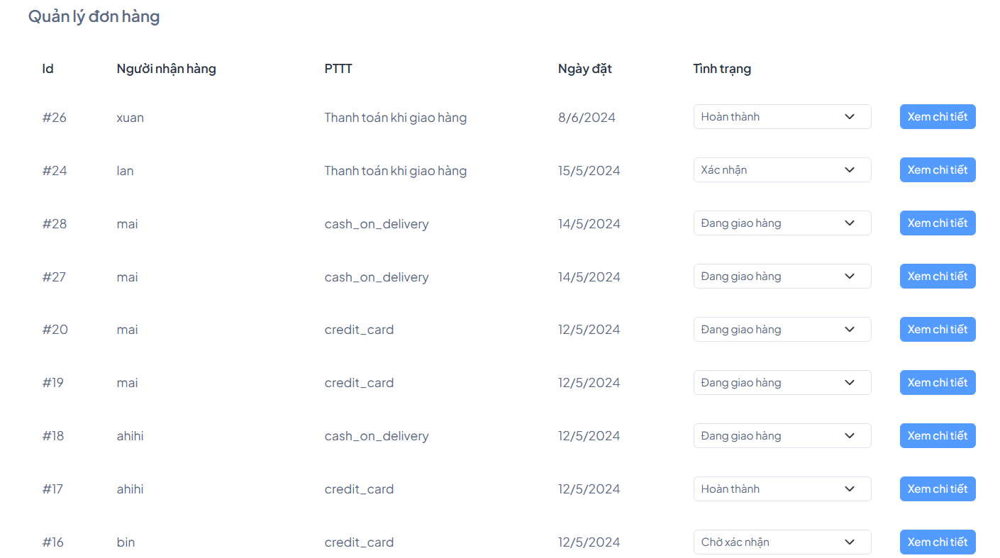 Quản lý đơn hàng
Id Người nhận hàng PTTT Ngày đặt Tình trạng
#26 xuan Thanh toán khi giao hàng 8/6/2024 Hoàn thành Xem chi tiết
#24 lan Thanh toán khi giao hàng 15/5/2024 Xác nhận Xem chi tiết
#28 mai cash_on_delivery 14/5/2024 Đang giao hàng Xem chi tiết
#27 mai cash_on_delivery 14/5/2024 Đang giao hàng Xem chi tiết
#20 mai credit_card 12/5/2024 Đang giao hàng Xem chi tiết
#19 mai credit_card 12/5/2024 Đang giao hàng Xem chi tiết
#18 ahihi cash_on_delivery 12/5/2024 Đang giao hàng Xem chi tiết
#17 ahihi credit_card 12/5/2024 Hoàn thành Xem chi tiết
#16 bin credit_card 12/5/2024 Chờ xác nhận Xem chi tiết